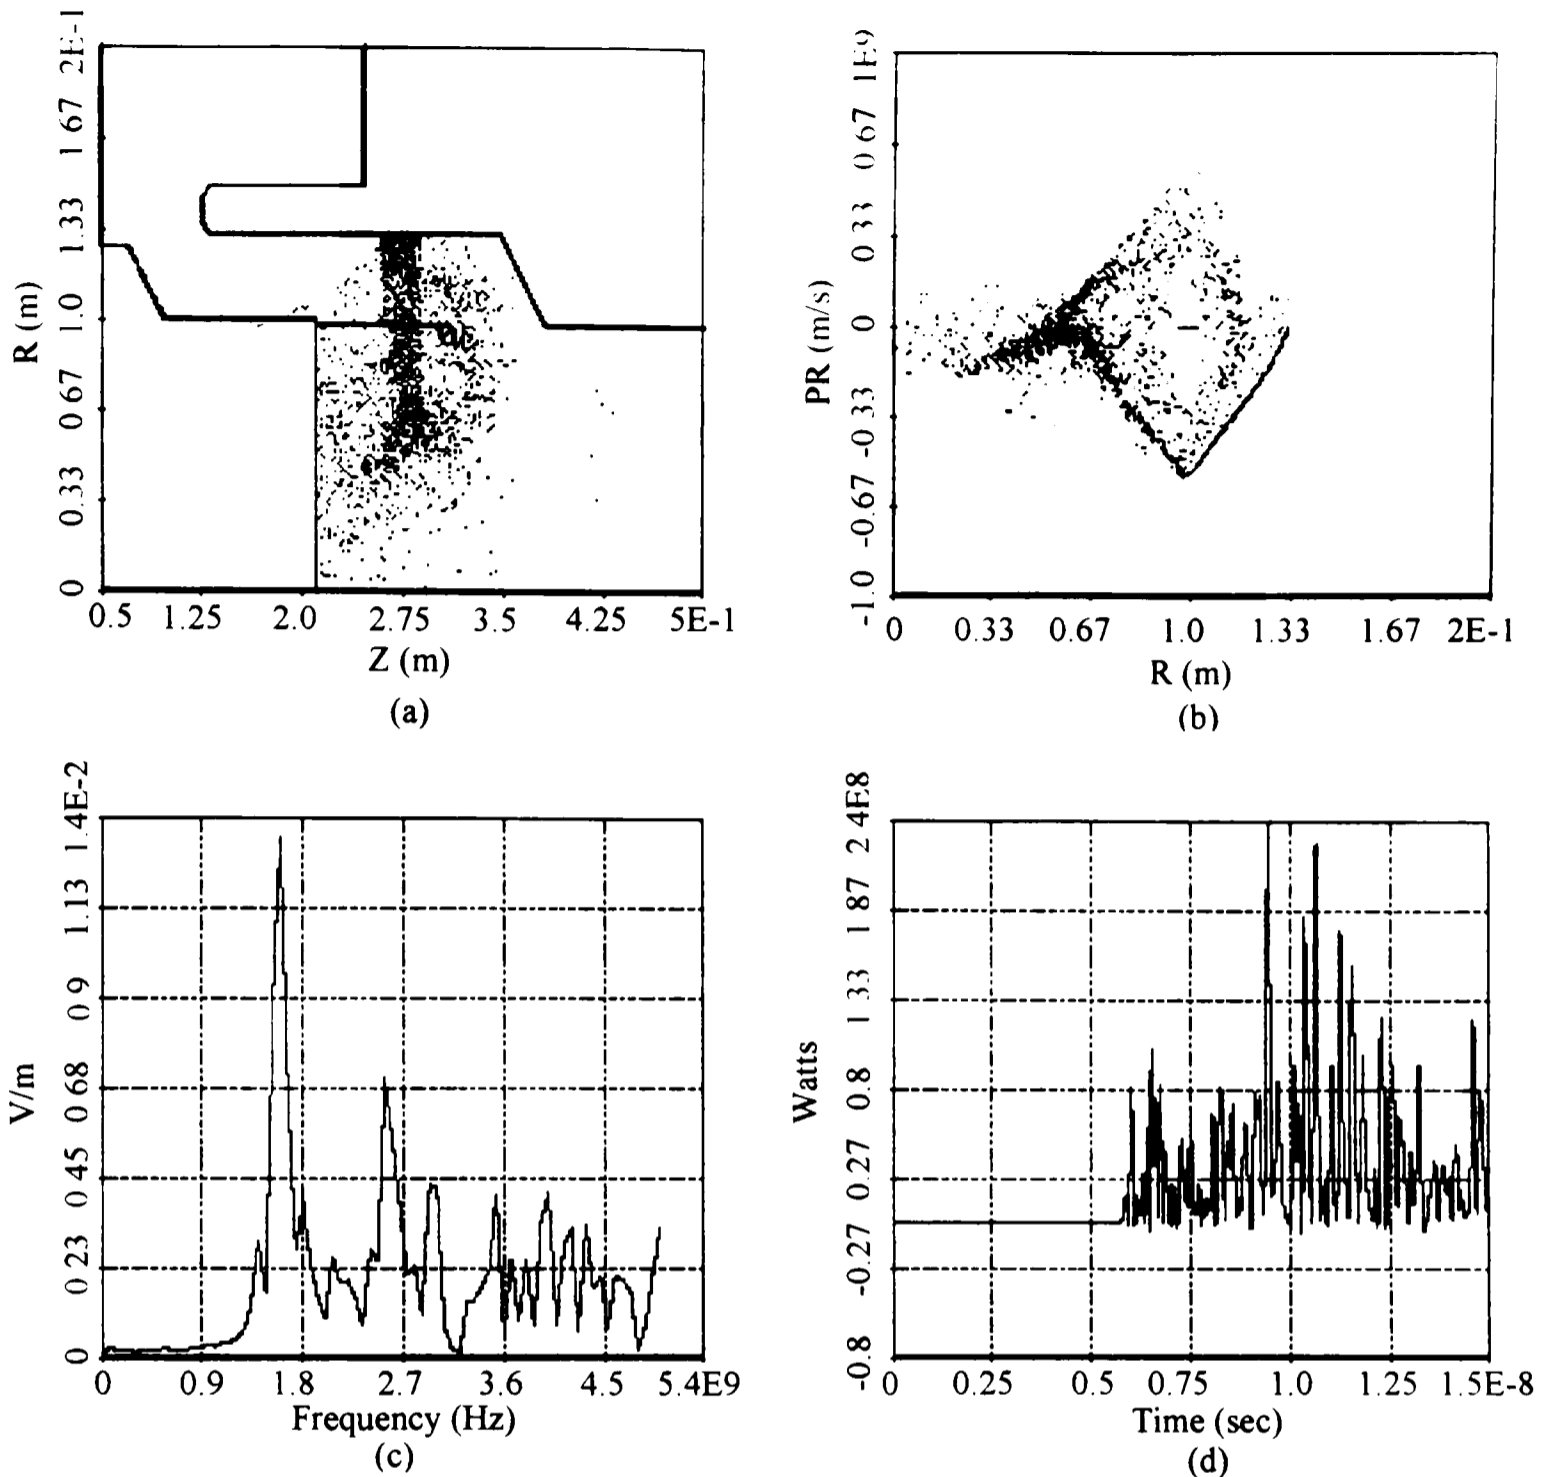 2E-1
1 67
1.33
1.0
0 67
0.33
0
R (m)
0.5 1.25 2.0 2.75 3.5 4.25 5E-1
Z (m)
(a)
1E9
0 67
0 33
0
-0.33
-0.67
-1.0
PR (m/s)
0 0.33 0.67 1.0 1.33 1.67 2E-1
R (m)
(b)
1.4E-2
1.13
0 9
0 68
0 45
0 23
0
V/m
0 0.9 1.8 2.7 3.6 4.5 5.4E9
Frequency (Hz)
(c)
2 4E8
1 87
1 33
0.8
0.27
-0.27
-0.8
Watts
0 0.25 0.5 0.75 1.0 1.25 1.5E-8
Time (sec)
(d)